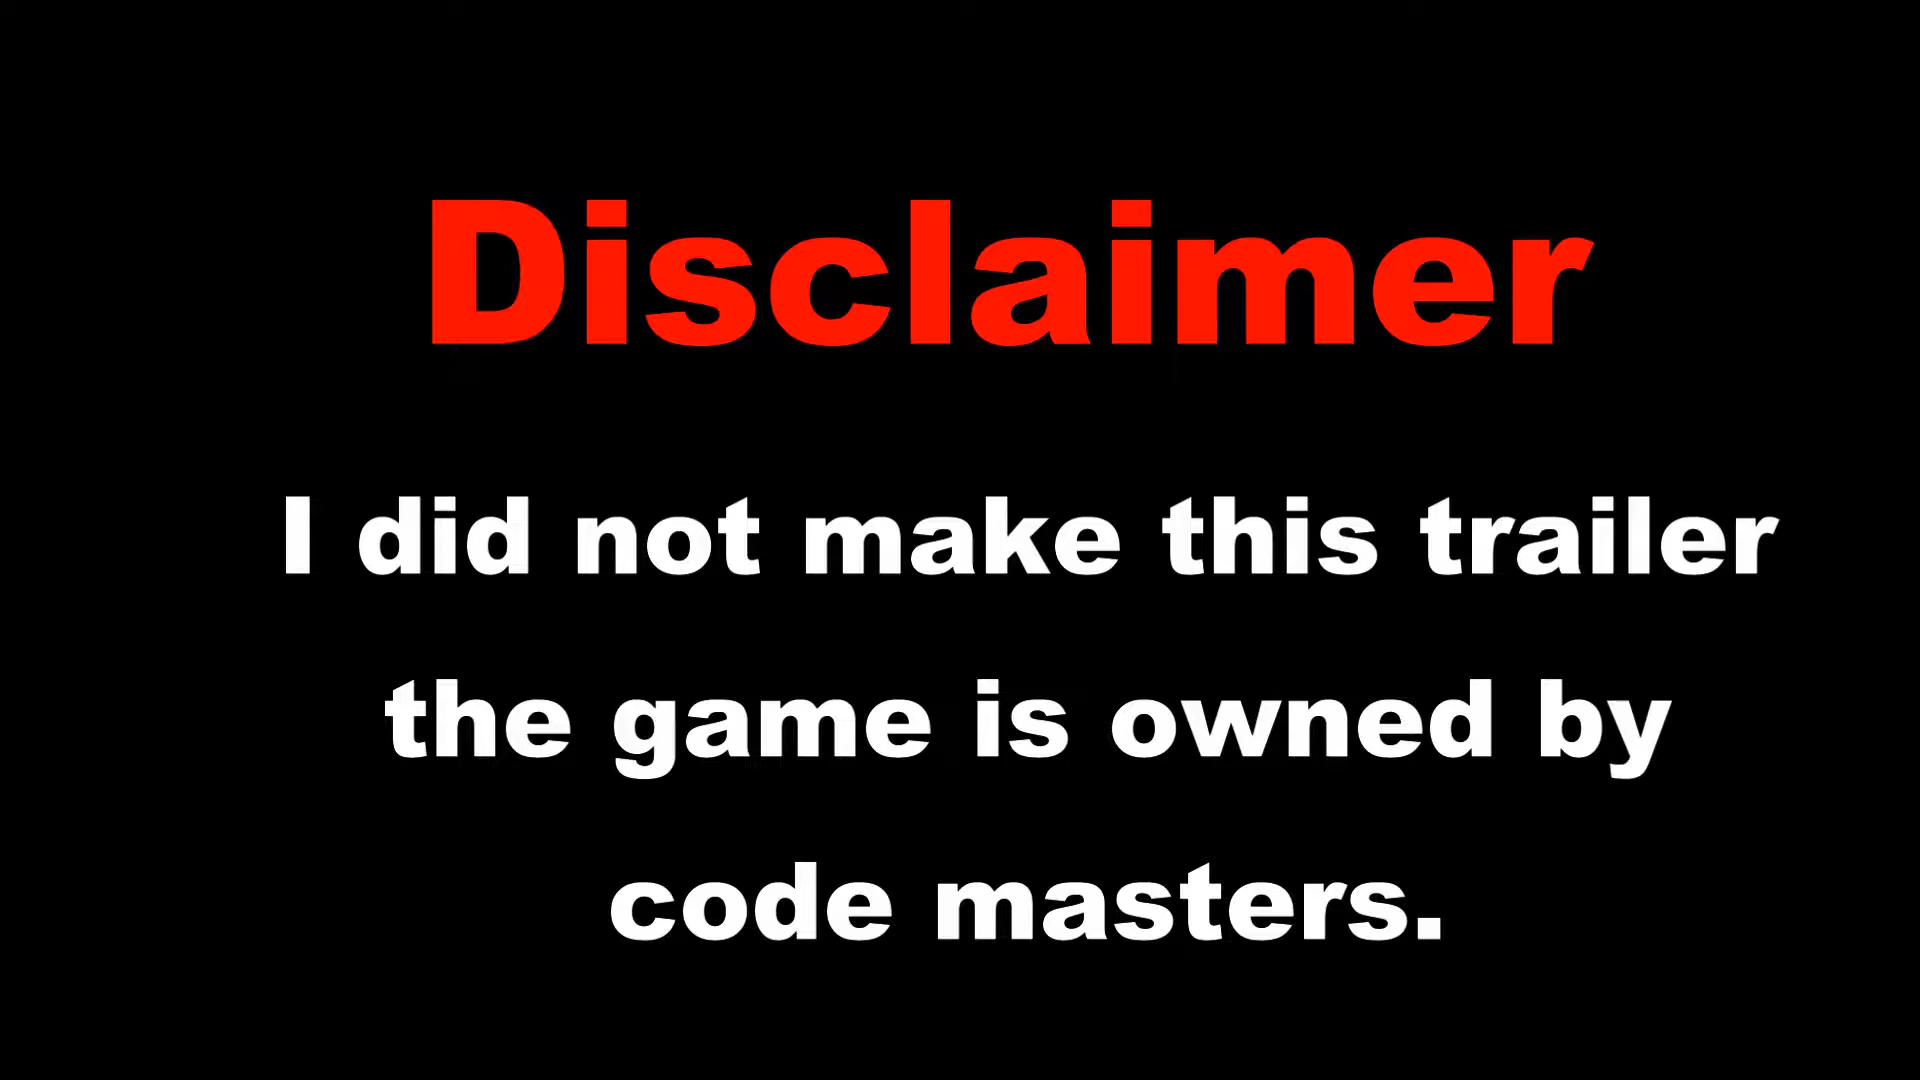 Disclaimer
I did not make this trailer
the game is owned by
code masters.